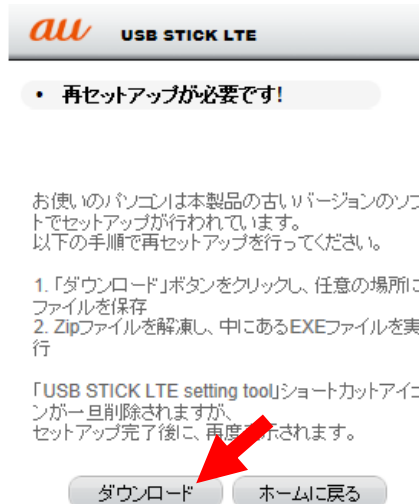 au USB STICK LTE
• 再セットアップが必要です!
お使いのパソコンは本製品の古いバージョンのソフ
トでセットアップが行われています。
以下の手順で再セットアップを行ってください。
1.「ダウンロード」ボタンをクリックし、任意の場所に
ファイルを保存
2. Zipファイルを解凍し、中にあるEXEファイルを実
行
「USB STICK LTE setting tool」ショートカットアイコ
ンが一旦削除されますが、
セットアップ完了後に、再度表示されます。
ダウンロード ホームに戻る